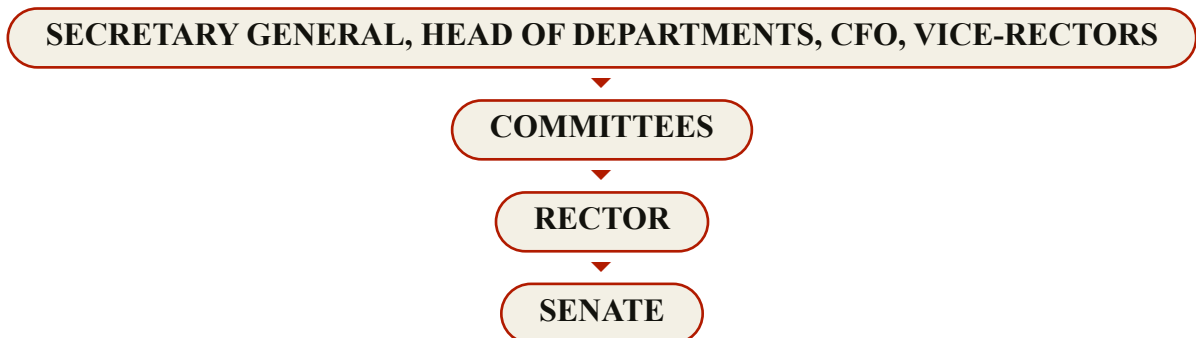 SECRETARY GENERAL, HEAD OF DEPARTMENTS, CFO, VICE-RECTORS
COMMITTEES
RECTOR
SENATE